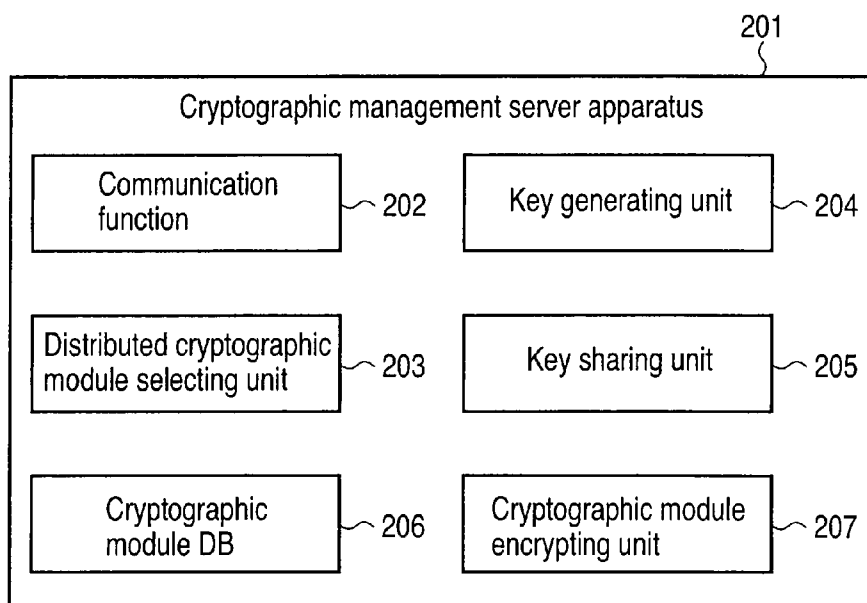 201
Cryptographic management server apparatus
Communication
function
202
Key generating unit
204
Distributed cryptographic
module selecting unit
203
Key sharing unit
205
Cryptographic
module DB
206
Cryptographic module
encrypting unit
207